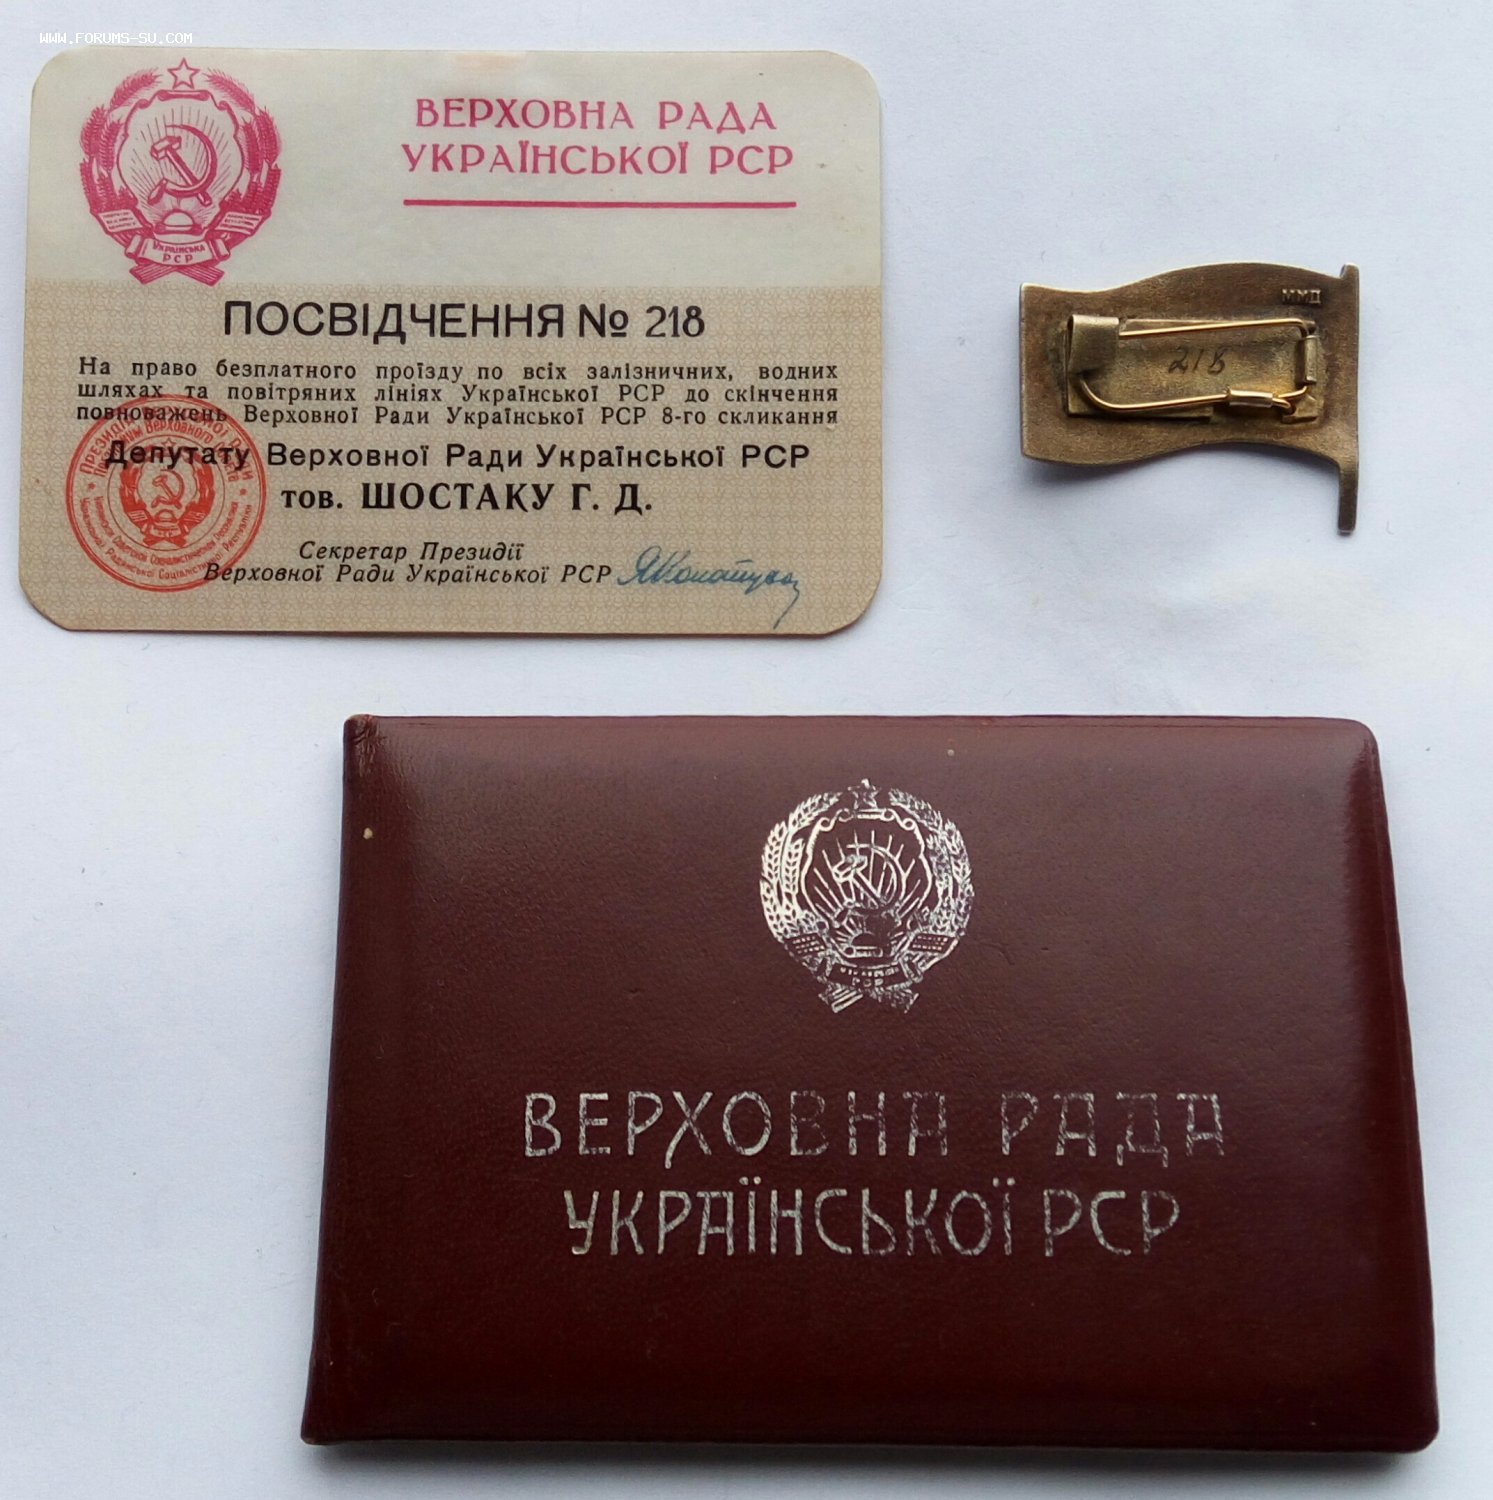 www.forums-su.com
ВЕРХОВНА РАДА
УКРАЇНСЬКОЇ РСР
УКРАЇНСЬКА
РСР
ПОСВІДЧЕННЯ № 218
На право безплатного проїзду по всіх залізничних, водних
шляхах та повітряних лініях Української РСР до скінчення
повноважень Верховної Ради Української РСР 8-го скликання
Депутату Верховної Ради Української РСР
тов. ШОСТАКУ Г. Д.
Секретар Президії
Верховної Ради Української РСР
ММД
218
ВЕРХОВНА РАДА
УКРАЇНСЬКОЇ РСР